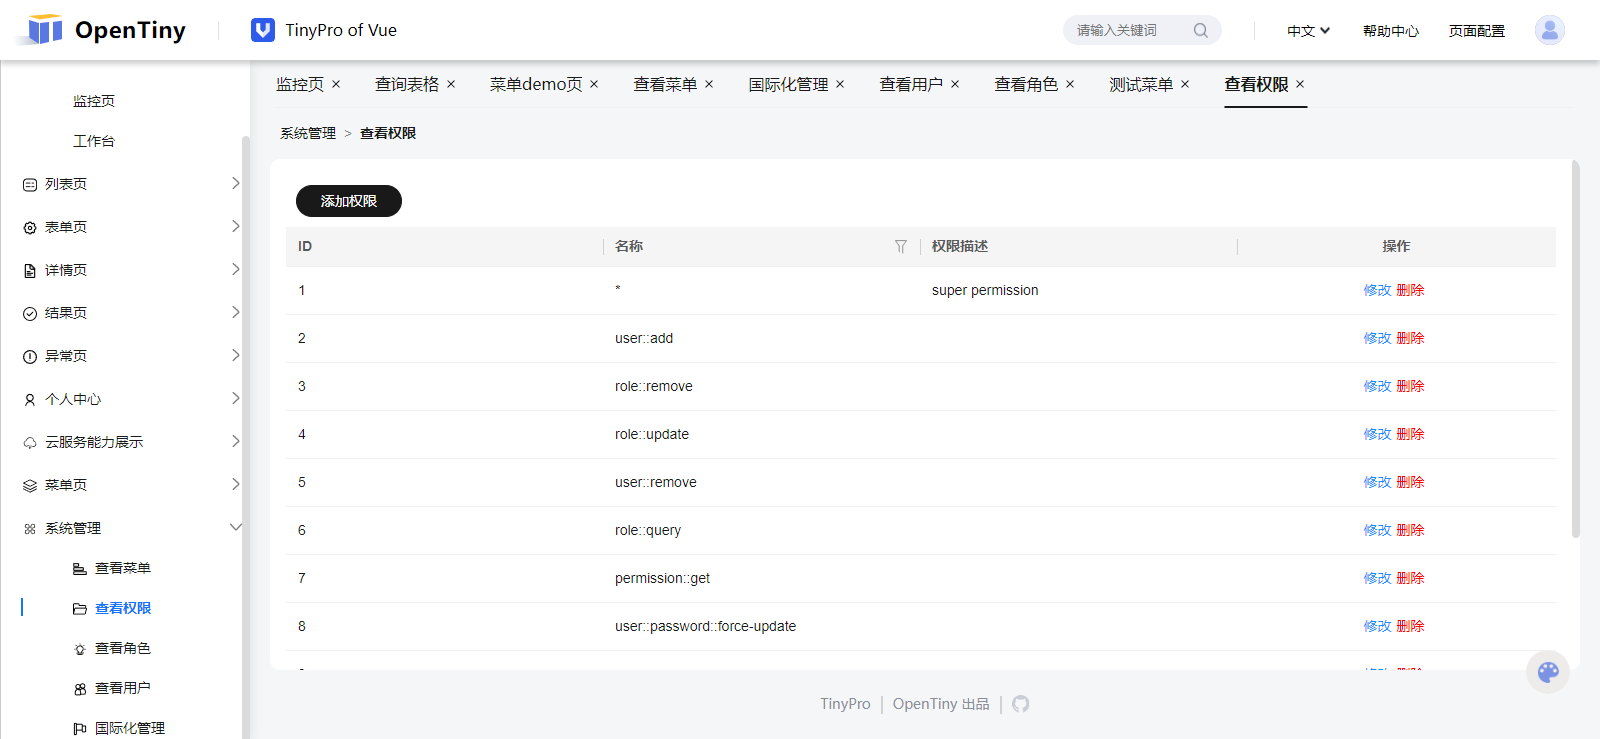 OpenTiny
TinyPro of Vue
请输入关键词
中文
帮助中心
页面配置
监控页
查询表格
菜单demo页
查看菜单
国际化管理
查看用户
查看角色
测试菜单
查看权限
系统管理 > 查看权限
监控页
工作台
列表页
表单页
详情页
结果页
异常页
个人中心
云服务能力展示
菜单页
系统管理
查看菜单
查看权限
查看角色
查看用户
国际化管理
添加权限
ID 名称 权限描述 操作
1 * super permission 修改 删除
2 user::add 修改 删除
3 role::remove 修改 删除
4 role::update 修改 删除
5 user::remove 修改 删除
6 role::query 修改 删除
7 permission::get 修改 删除
8 user::password::force-update 修改 删除
TinyPro | OpenTiny 出品 |